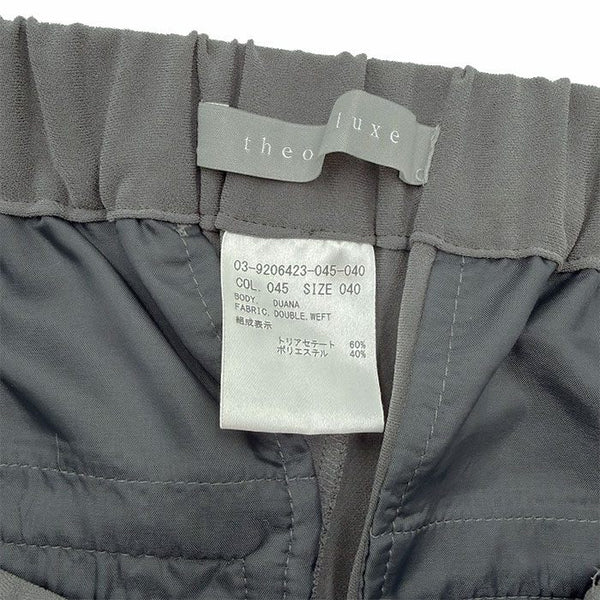 theo luxe
03-9206423-045-040
COL. 045 SIZE 040
BODY. DUANA
FABRIC. DOUBLE. WEFT
組成表示
トリアセテート 60%
ポリエステル 40%